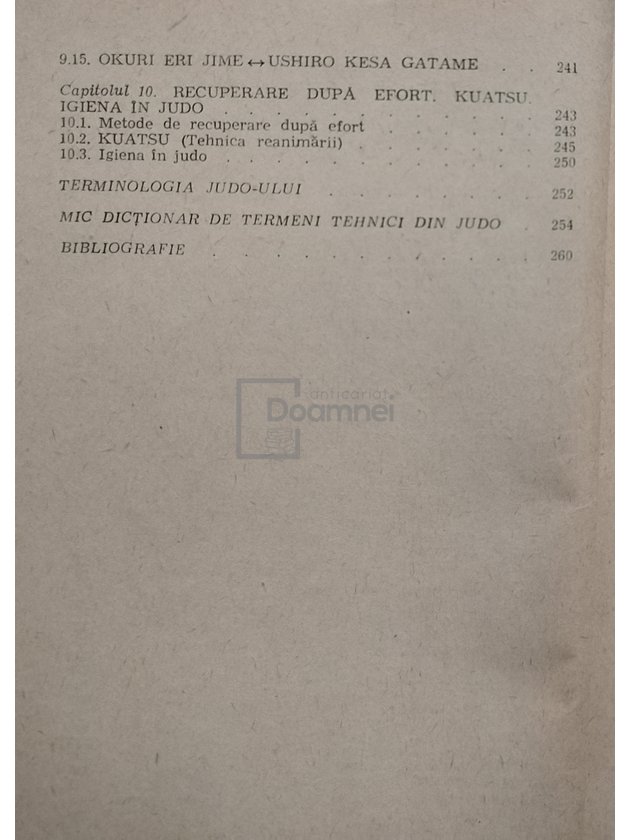 9.15. OKURI ERI JIME ↔ USHIRO KESA GATAME . . 241
Capitolul 10. RECUPERARE DUPĂ EFORT. KUATSU.
IGIENA ÎN JUDO . . . . . . . . . . 243
10.1. Metode de recuperare după efort . . . . . 243
10.2. KUATSU (Tehnica reanimării) . . . . . . 245
10.3. Igiena în judo . . . . . . . . . . 250
TERMINOLOGIA JUDO-ULUI . . . . . . . 252
MIC DICȚIONAR DE TERMENI TEHNICI DIN JUDO . 254
BIBLIOGRAFIE . . . . . . . . . . 260
anticariat
Doamnei